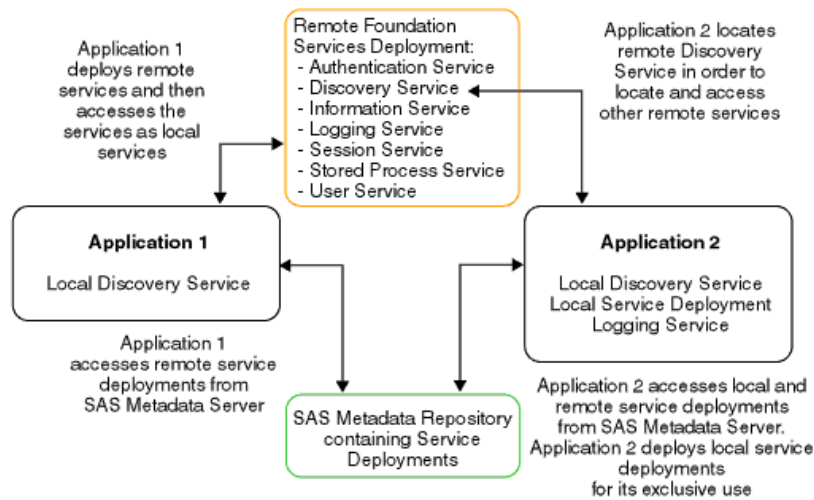 Application 1
deploys remote
services and then
accesses the
services as local
services
Remote Foundation
Services Deployment:
- Authentication Service
- Discovery Service
- Information Service
- Logging Service
- Session Service
- Stored Process Service
- User Service
Application 2 locates
remote Discovery
Service in order to
locate and access
other remote services
Application 1
Local Discovery Service
Application 2
Local Discovery Service
Local Service Deployment
Logging Service
Application 1
accesses remote service
deployments from
SAS Metadata Server
SAS Metadata Repository
containing Service
Deployments
Application 2 accesses local and
remote service deployments
from SAS Metadata Server.
Application 2 deploys local service
deployments
for its exclusive use